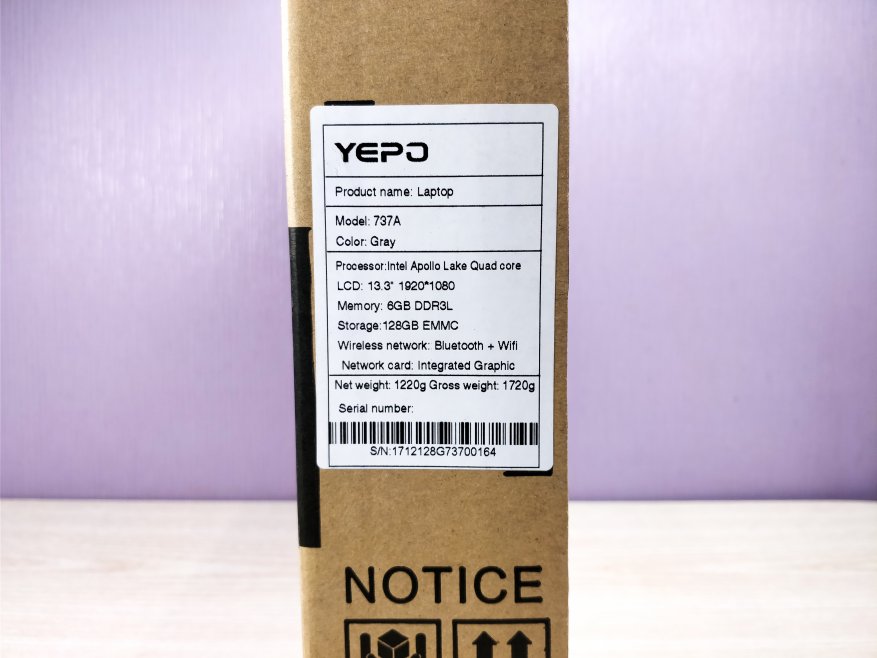 YEPO
Product name: Laptop
Model: 737A
Color: Gray
Processor:Intel Apollo Lake Quad core
LCD: 13.3" 1920*1080
Memory: 6GB DDR3L
Storage:128GB EMMC
Wireless network: Bluetooth + Wifi
Network card: Integrated Graphic
Net weight: 1220g Gross weight: 1720g
Serial number:
S/N:1712128G73700164
NOTICE